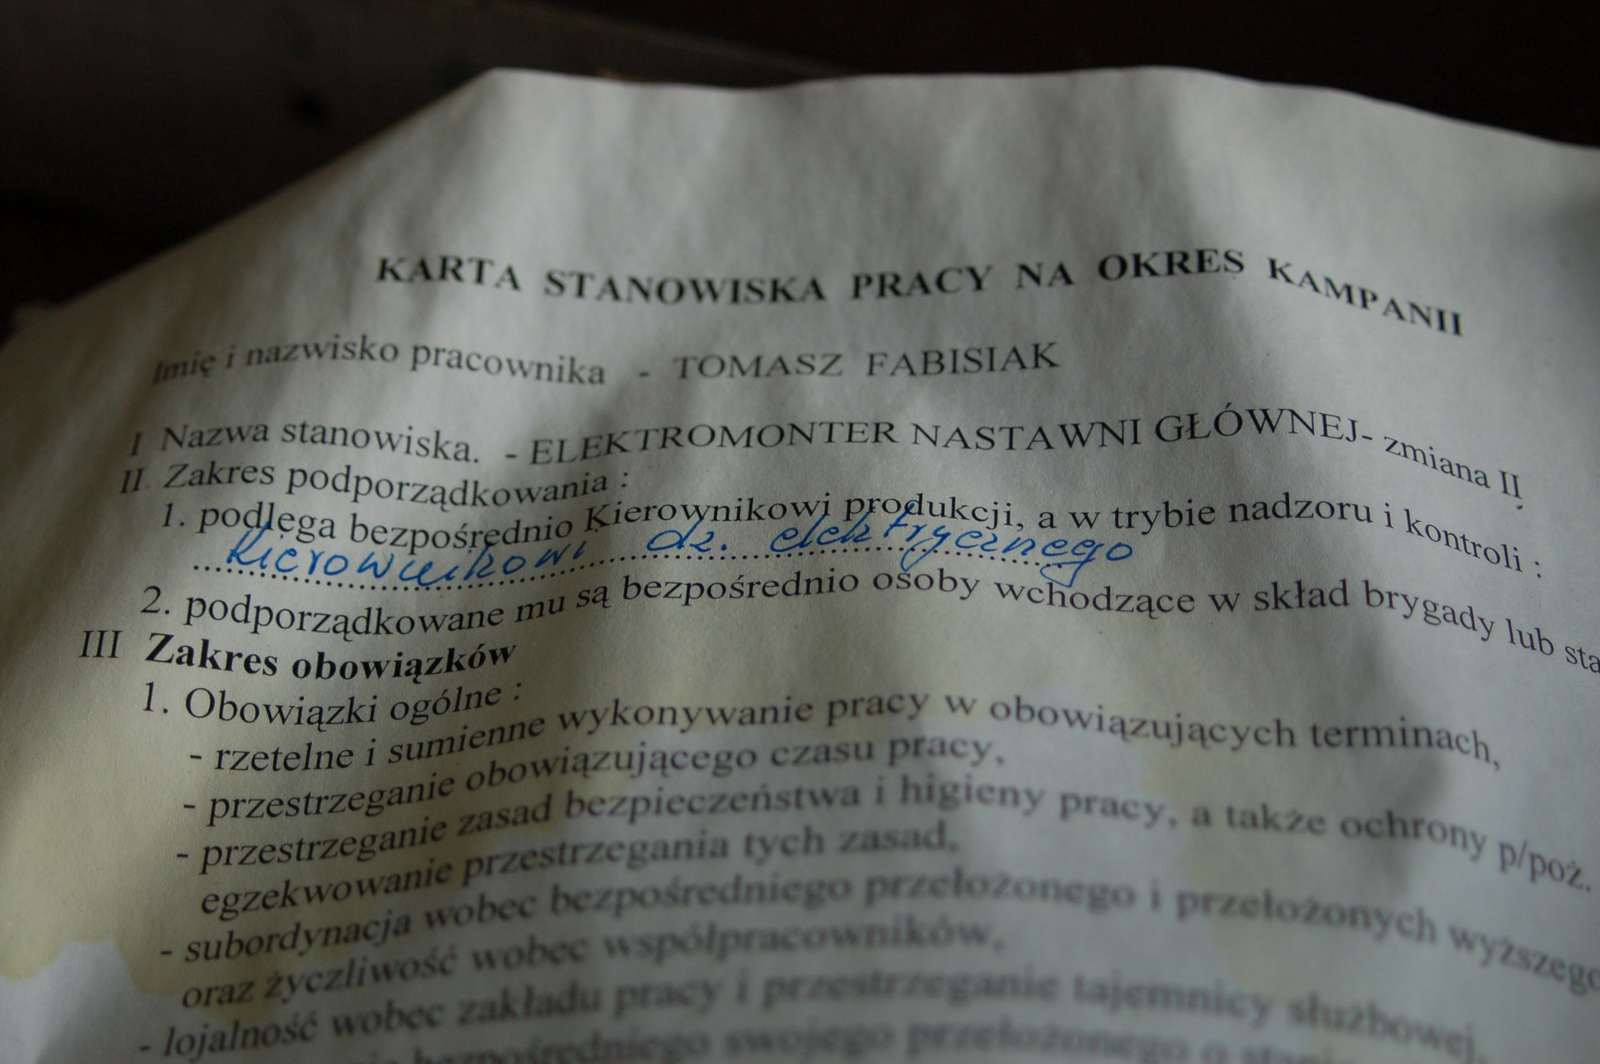 KARTA STANOWISKA PRACY NA OKRES KAMPANII
Imię i nazwisko pracownika - TOMASZ FABISIAK
I Nazwa stanowiska. - ELEKTROMONTER NASTAWNI GŁÓWNEJ- zmiana II
II Zakres podporządkowania :
1. podlega bezpośrednio Kierownikowi produkcji, a w trybie nadzoru i kontroli :
Kierownikowi dz. elektrycznego
2. podporządkowane mu są bezpośrednio osoby wchodzące w skład brygady lub sta
III Zakres obowiązków
1. Obowiązki ogólne :
- rzetelne i sumienne wykonywanie pracy w obowiązujących terminach,
- przestrzeganie obowiązującego czasu pracy,
- przestrzeganie zasad bezpieczeństwa i higieny pracy, a także ochrony p/poż.
egzekwowanie przestrzegania tych zasad,
- subordynacja wobec bezpośredniego przełożonego i przełożonych wyższego
oraz życzliwość wobec współpracowników,
- lojalność wobec zakładu pracy i przestrzeganie tajemnicy służbowej,
bezpośredniego swojego przełożonego o